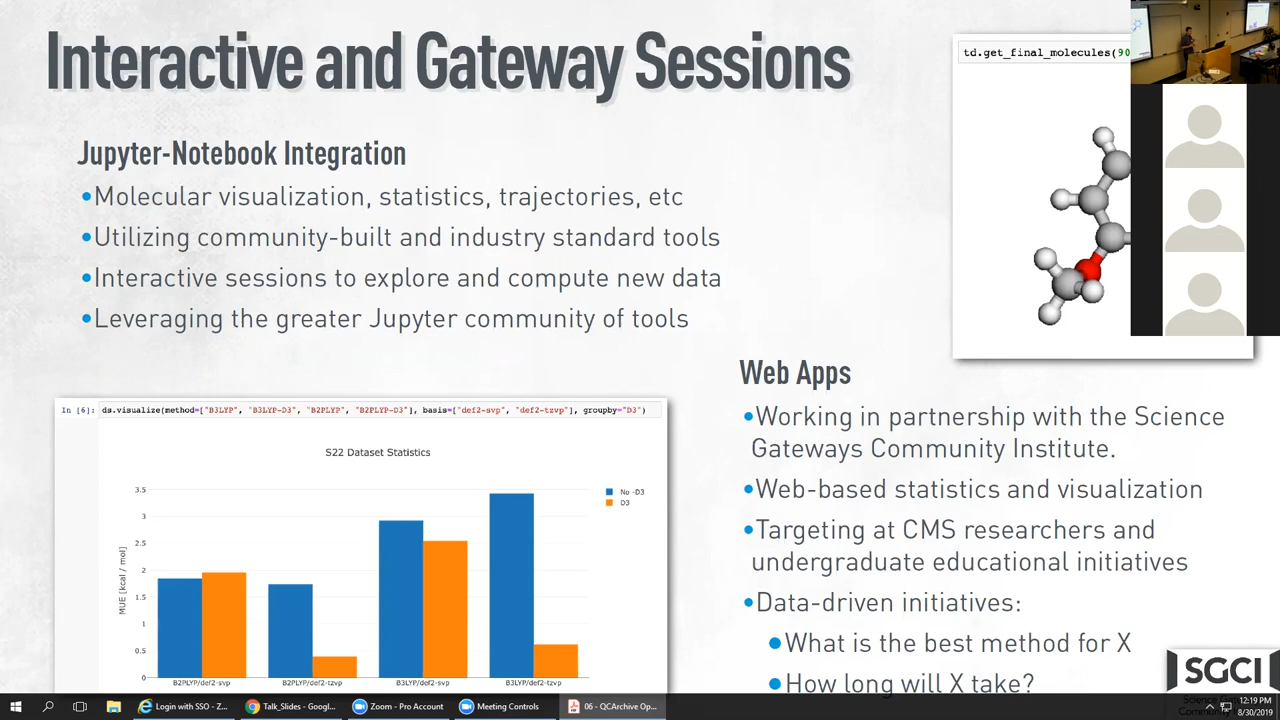 Interactive and Gateway Sessions
td.get_final_molecules(90
Jupyter-Notebook Integration
•Molecular visualization, statistics, trajectories, etc
•Utilizing community-built and industry standard tools
•Interactive sessions to explore and compute new data
•Leveraging the greater Jupyter community of tools
In [6]: ds.visualize(method=["B3LYP", "B3LYP-D3", "B2PLYP", "B2PLYP-D3"], basis=["def2-svp", "def2-tzvp"], groupby="D3")
S22 Dataset Statistics
MUE [kcal / mol]
3.5
3
2.5
2
1.5
1
0.5
0
No -D3
D3
B2PLYP/def2-svp
B2PLYP/def2-tzvp
B3LYP/def2-svp
B3LYP/def2-tzvp
Web Apps
•Working in partnership with the Science
Gateways Community Institute.
•Web-based statistics and visualization
•Targeting at CMS researchers and
undergraduate educational initiatives
•Data-driven initiatives:
•What is the best method for X
•How long will X take?
SGCI
Login with SSO - Z...
Talk_Slides - Googl...
Zoom - Pro Account
Meeting Controls
06 - QCArchive Op...
12:19 PM
8/30/2019